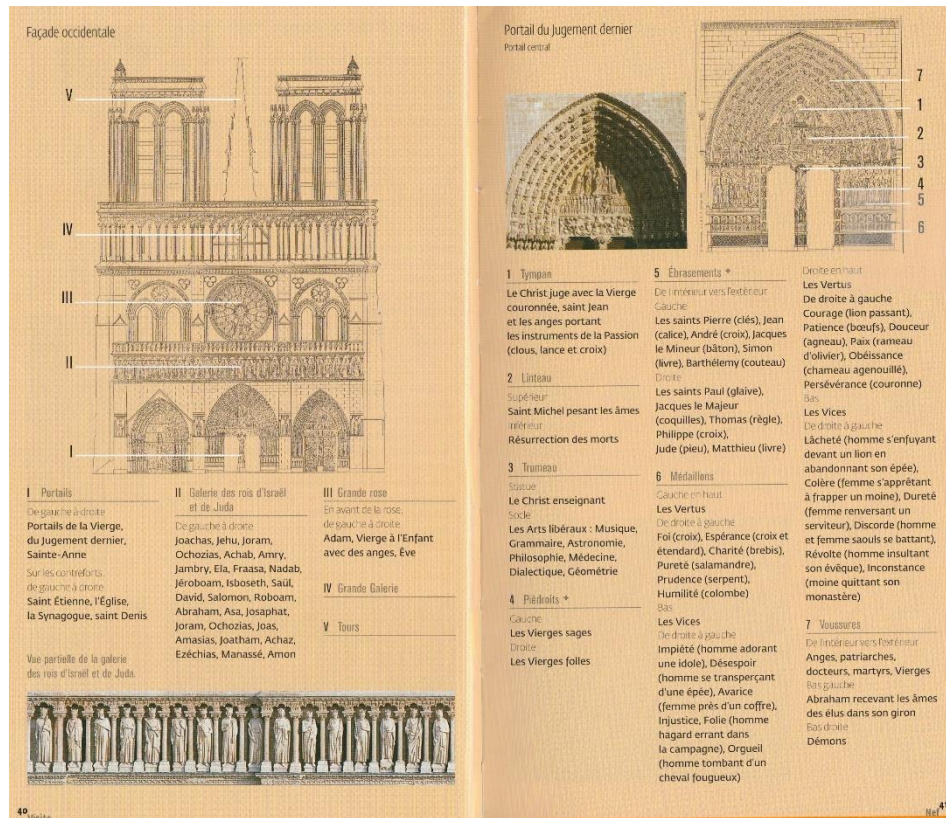 Façade occidentale
V
IV
III
II
I
I Portails
De gauche à droite
Portails de la Vierge,
du Jugement dernier,
Sainte-Anne
Sur les contreforts,
de gauche à droite
Saint Étienne, l'Église,
la Synagogue, saint Denis
II Galerie des rois d'Israël
et de Juda
De gauche à droite
Joachas, Jehu, Joram,
Ochozias, Achab, Amry,
Jambry, Ela, Fraasa, Nadab,
Jéroboam, Isboseth, Saül,
David, Salomon, Roboam,
Abraham, Asa, Josaphat,
Joram, Ochozias, Joas,
Amasias, Joatham, Achaz,
Ezéchias, Manassé, Amon
III Grande rose
En avant de la rose,
de gauche à droite
Adam, Vierge à l'Enfant
avec des anges, Ève
IV Grande Galerie
V Tours
Vue partielle de la galerie
des rois d'Israël et de Juda.
40
Visite
Portail du Jugement dernier
Portail central
7
1
2
3
4
5
6
1 Tympan
Le Christ juge avec la Vierge
couronnée, saint Jean
et les anges portant
les instruments de la Passion
(clous, lance et croix)
2 Linteau
Supérieur
Saint Michel pesant les âmes
Inférieur
Résurrection des morts
3 Trumeau
Statue
Le Christ enseignant
Socle
Les Arts libéraux : Musique,
Grammaire, Astronomie,
Philosophie, Médecine,
Dialectique, Géométrie
4 Piédroits *
Gauche
Les Vierges sages
Droite
Les Vierges folles
5 Ébrasements *
De l'intérieur vers l'extérieur
Gauche
Les saints Pierre (clés), Jean
(calice), André (croix), Jacques
le Mineur (bâton), Simon
(livre), Barthélemy (couteau)
Droite
Les saints Paul (glaive),
Jacques le Majeur
(coquilles), Thomas (règle),
Philippe (croix),
Jude (pieu), Matthieu (livre)
6 Médaillons
Gauche en haut
Les Vertus
De droite à gauche
Foi (croix), Espérance (croix et
étendard), Charité (brebis),
Pureté (salamandre),
Prudence (serpent),
Humilité (colombe)
Bas
Les Vices
De droite à gauche
Impiété (homme adorant
une idole), Désespoir
(homme se transperçant
d'une épée), Avarice
(femme près d'un coffre),
Injustice, Folie (homme
hagard errant dans
la campagne), Orgueil
(homme tombant d'un
cheval fougueux)
Droite en haut
Les Vertus
De droite à gauche
Courage (lion passant),
Patience (bœufs), Douceur
(agneau), Paix (rameau
d'olivier), Obéissance
(chameau agenouillé),
Persévérance (couronne)
Bas
Les Vices
De droite à gauche
Lâcheté (homme s'enfuyant
devant un lion en
abandonnant son épée),
Colère (femme s'apprêtant
à frapper un moine), Dureté
(femme renversant un
serviteur), Discorde (homme
et femme saouls se battant),
Révolte (homme insultant
son évêque), Inconstance
(moine quittant son
monastère)
7 Voussures
De l'intérieur vers l'extérieur
Anges, patriarches,
docteurs, martyrs, Vierges
Bas gauche
Abraham recevant les âmes
des élus dans son giron
Bas droite
Démons